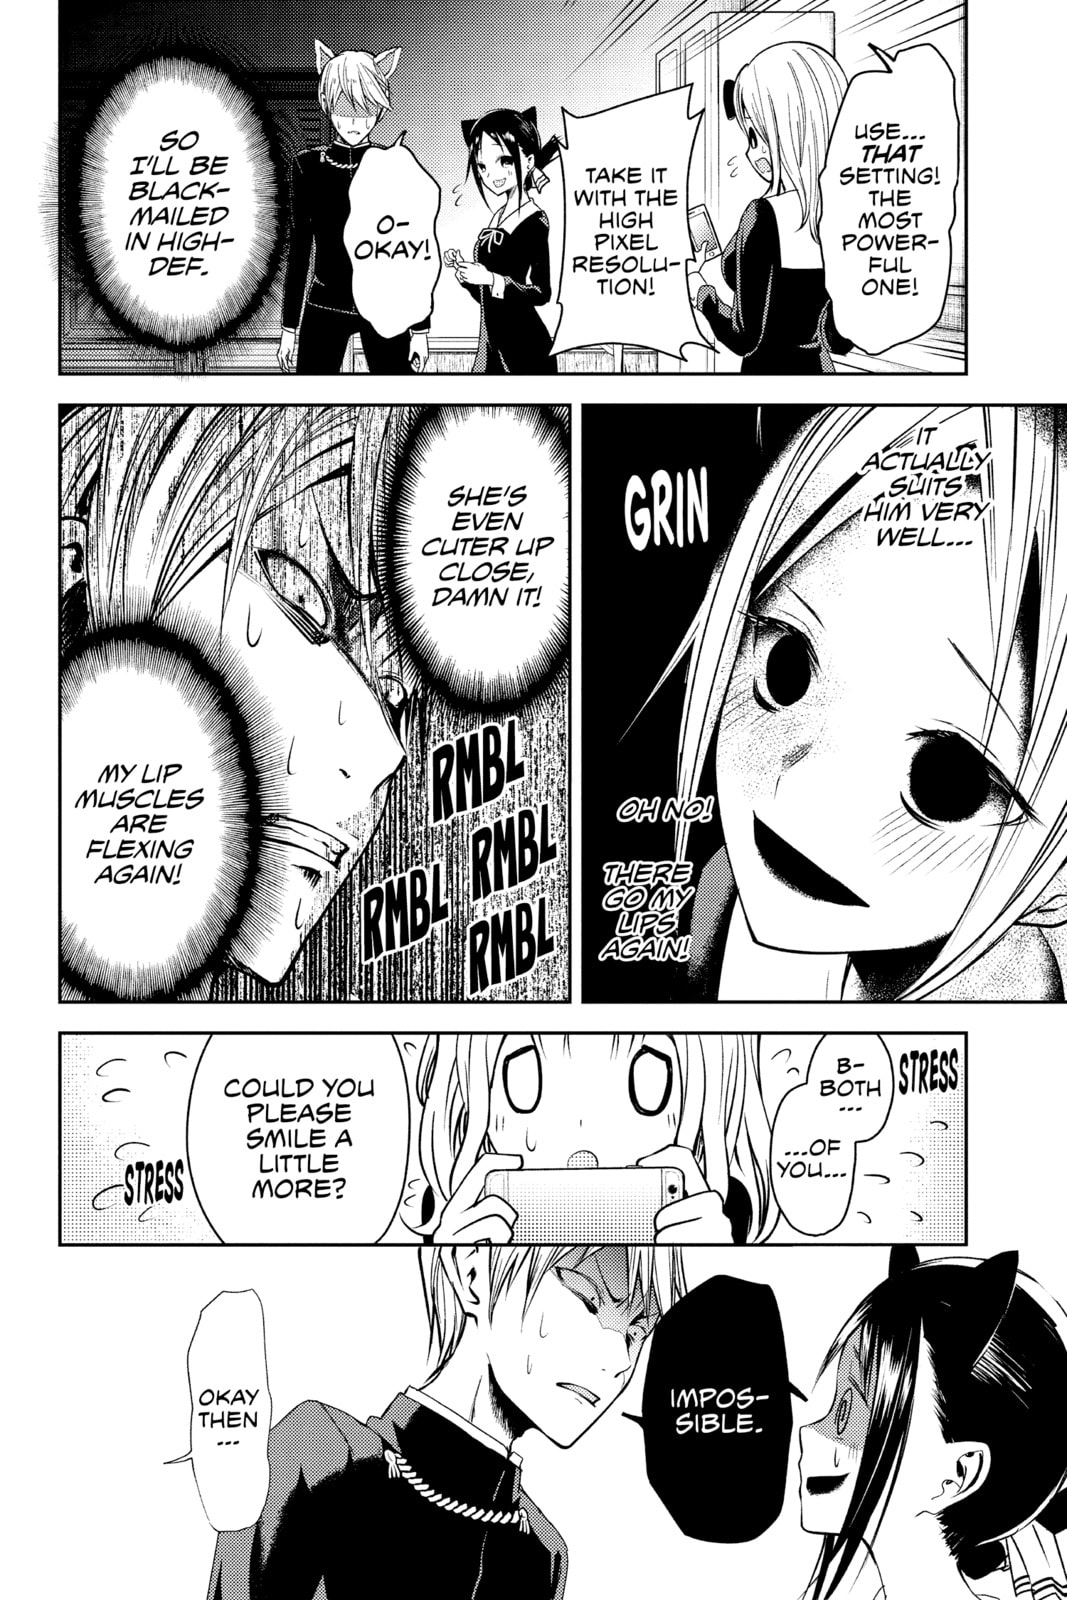 USE...
THAT
SETTING!
THE
MOST
POWER-
FUL
ONE!
TAKE IT
WITH THE
HIGH
PIXEL
RESOLU-
TION!
O-
OKAY!
SO
I'LL BE
BLACK-
MAILED
IN HIGH-
DEF.
IT
ACTUALLY
SUITS
HIM VERY
WELL...
GRIN
OH NO!
THERE
GO MY
LIPS
AGAIN!
SHE'S
EVEN
CUTER UP
CLOSE,
DAMN IT!
RMBL
RMBL
RMBL
RMBL
MY LIP
MUSCLES
ARE
FLEXING
AGAIN!
STRESS
B-
BOTH
...
...OF
YOU...
COULD YOU
PLEASE
SMILE A
LITTLE
MORE?
STRESS
IMPOS-
SIBLE.
OKAY
THEN
...